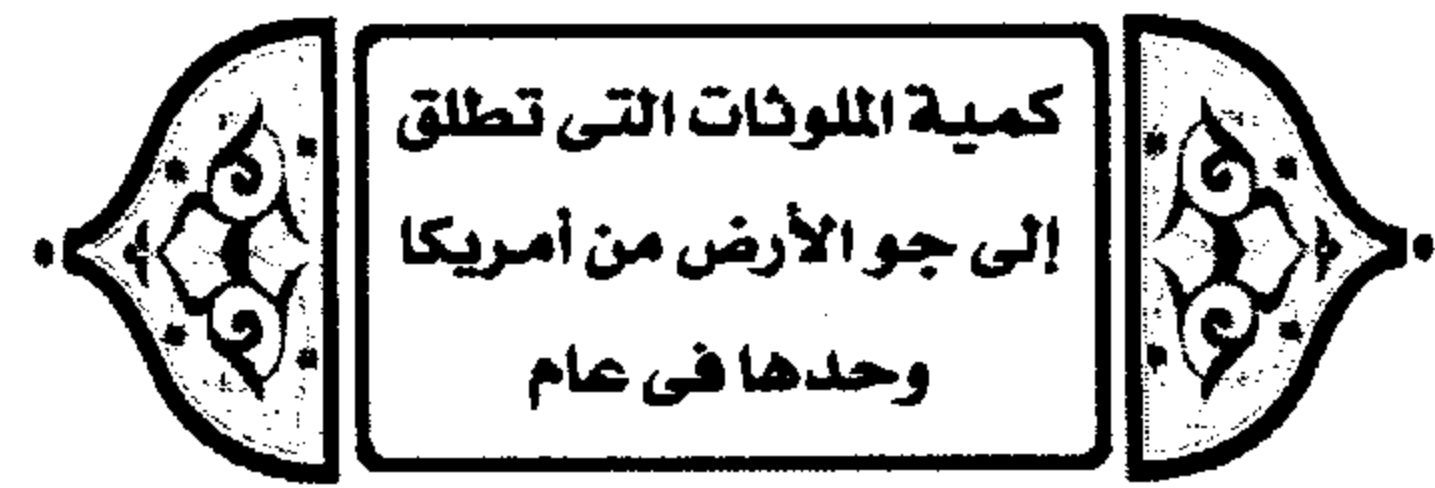 كمية الملوثات التى تطلق
إلى جو الأرض من أمريكا
وحدها فى عام